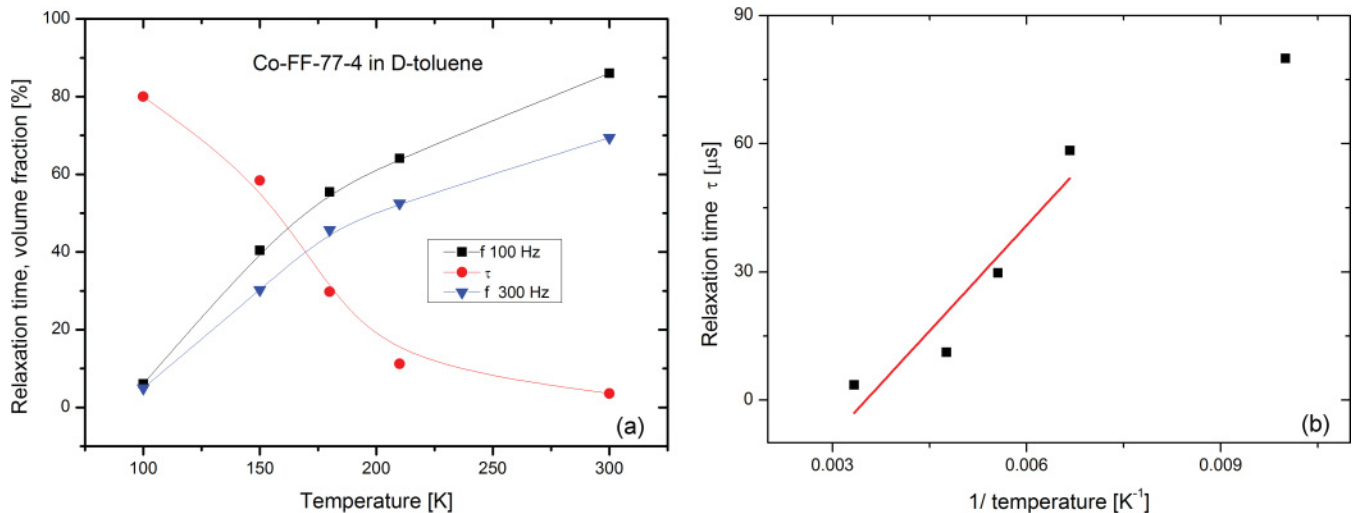 Co-FF-77-4 in D-toluene
Relaxation time, volume fraction [%]
100
80
60
40
20
0
f 100 Hz
τ
f 300 Hz
(a)
100
150
200
250
300
Temperature [K]
Relaxation time τ [μs]
90
60
30
0
(b)
0.003
0.006
0.009
1/ temperature [K⁻¹]